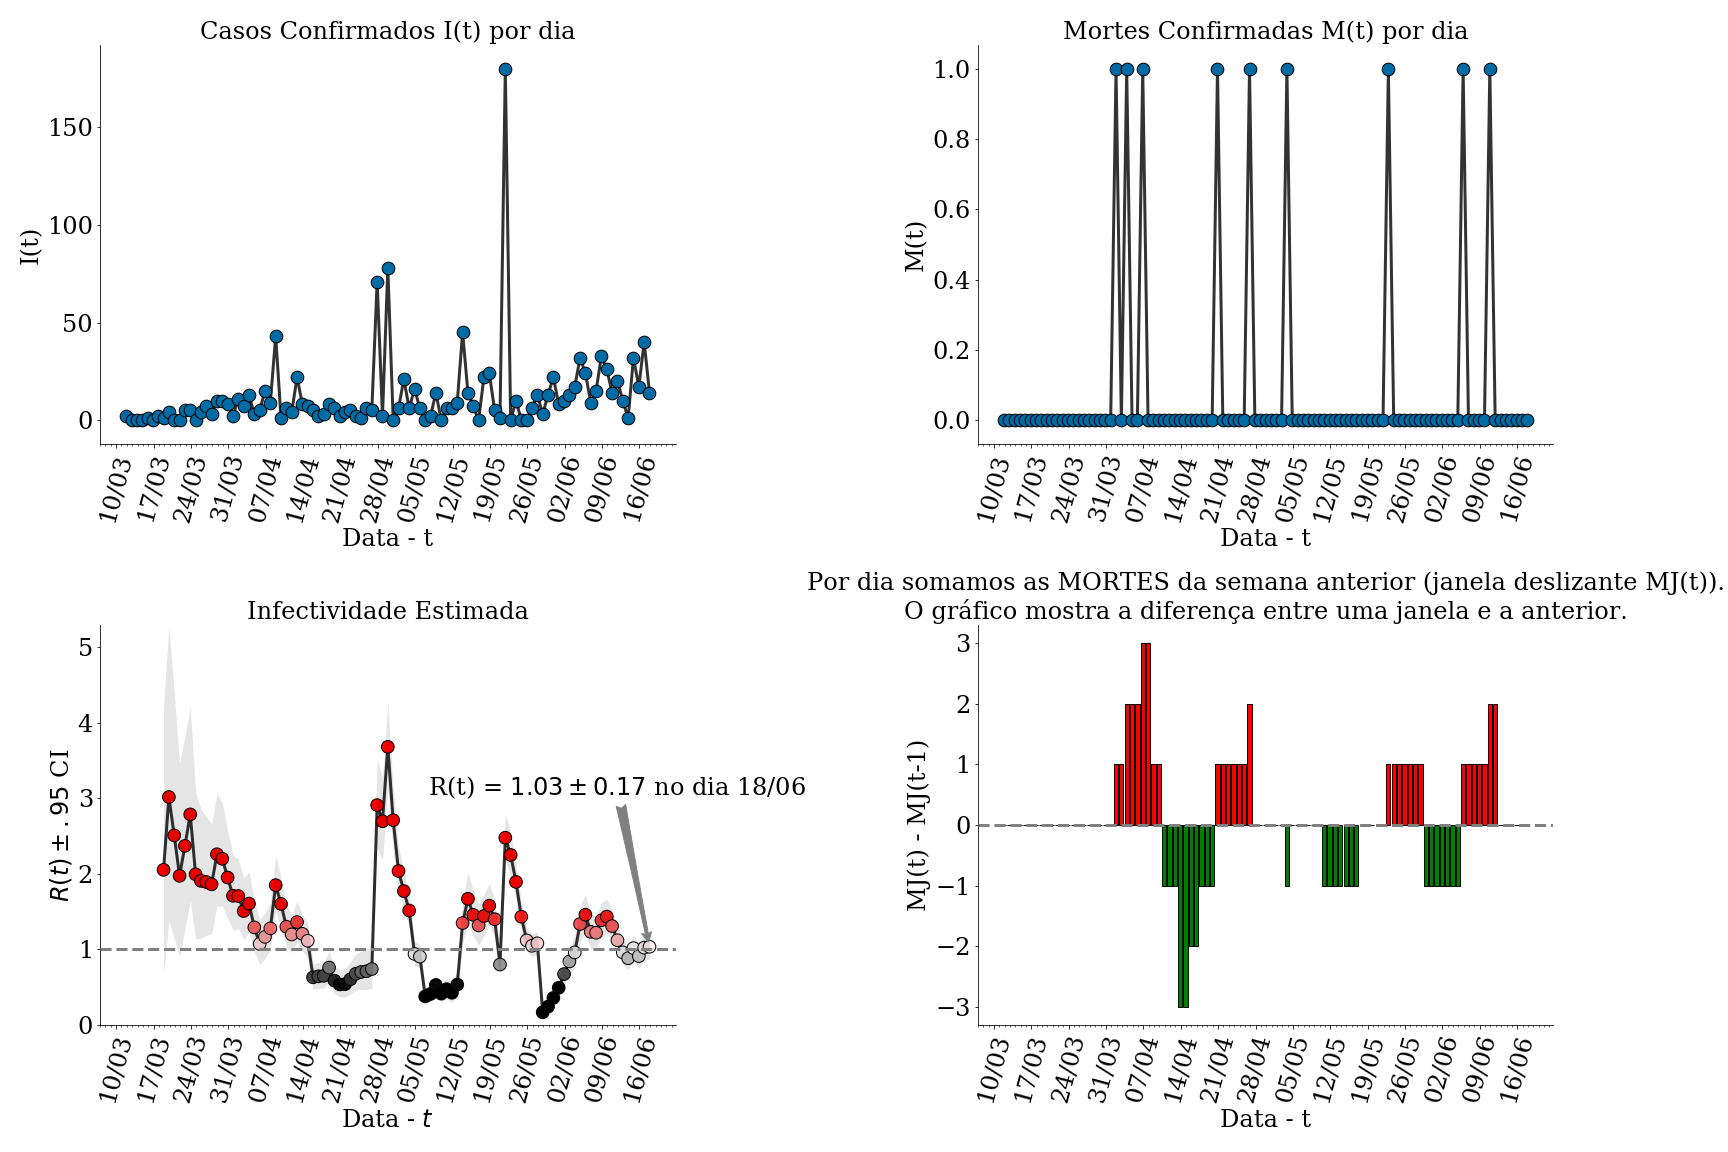 Casos Confirmados I(t) por dia
I(t)
150
100
50
0
10/03 17/03 24/03 31/03 07/04 14/04 21/04 28/04 05/05 12/05 19/05 26/05 02/06 09/06 16/06
Data - t
Mortes Confirmadas M(t) por dia
M(t)
1.0
0.8
0.6
0.4
0.2
0.0
10/03 17/03 24/03 31/03 07/04 14/04 21/04 28/04 05/05 12/05 19/05 26/05 02/06 09/06 16/06
Data - t
Infectividade Estimada
R(t) ± .95 CI
5
4
3
2
1
0
R(t) = 1.03 ± 0.17 no dia 18/06
10/03 17/03 24/03 31/03 07/04 14/04 21/04 28/04 05/05 12/05 19/05 26/05 02/06 09/06 16/06
Data - t
Por dia somamos as MORTES da semana anterior (janela deslizante MJ(t)).
O gráfico mostra a diferença entre uma janela e a anterior.
MJ(t) - MJ(t-1)
3
2
1
0
−1
−2
−3
10/03 17/03 24/03 31/03 07/04 14/04 21/04 28/04 05/05 12/05 19/05 26/05 02/06 09/06 16/06
Data - t